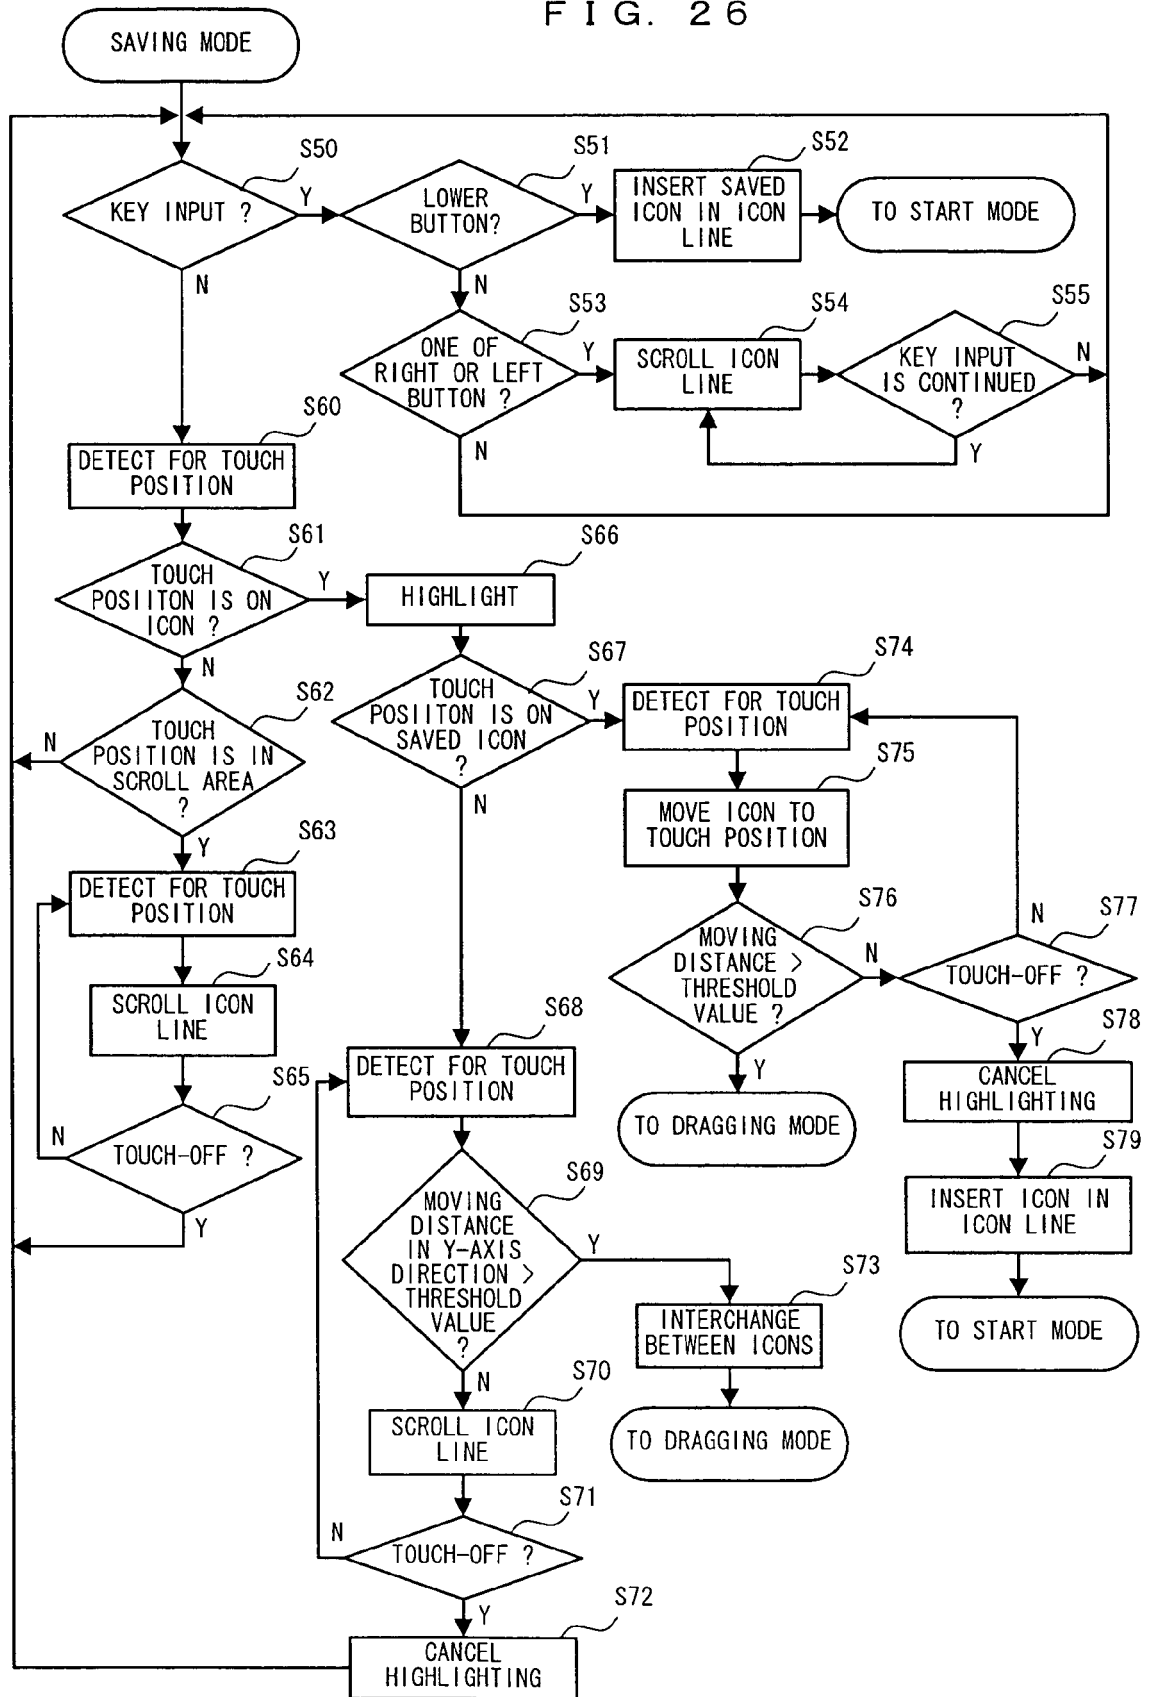 FIG. 26
SAVING MODE
S50
KEY INPUT ?
Y
N
S51
LOWER
BUTTON?
Y
N
S52
INSERT SAVED
ICON IN ICON
LINE
TO START MODE
S53
ONE OF
RIGHT OR LEFT
BUTTON ?
Y
N
S54
SCROLL ICON
LINE
S55
KEY INPUT
IS CONTINUED
?
N
Y
S60
DETECT FOR TOUCH
POSITION
S61
TOUCH
POSIITON IS ON
ICON ?
Y
N
S62
TOUCH
POSITION IS IN
SCROLL AREA
?
N
Y
S63
DETECT FOR TOUCH
POSITION
S64
SCROLL ICON
LINE
S65
TOUCH-OFF ?
N
Y
S66
HIGHLIGHT
S67
TOUCH
POSIITON IS ON
SAVED ICON
?
Y
N
S68
DETECT FOR TOUCH
POSITION
S69
MOVING
DISTANCE
IN Y-AXIS
DIRECTION >
THRESHOLD
VALUE
?
Y
N
S70
SCROLL ICON
LINE
S71
TOUCH-OFF ?
N
Y
S72
CANCEL
HIGHLIGHTING
S73
INTERCHANGE
BETWEEN ICONS
TO DRAGGING MODE
S74
DETECT FOR TOUCH
POSITION
S75
MOVE ICON TO
TOUCH POSITION
S76
MOVING
DISTANCE >
THRESHOLD
VALUE ?
N
Y
TO DRAGGING MODE
S77
TOUCH-OFF ?
N
Y
S78
CANCEL
HIGHLIGHTING
S79
INSERT ICON IN
ICON LINE
TO START MODE